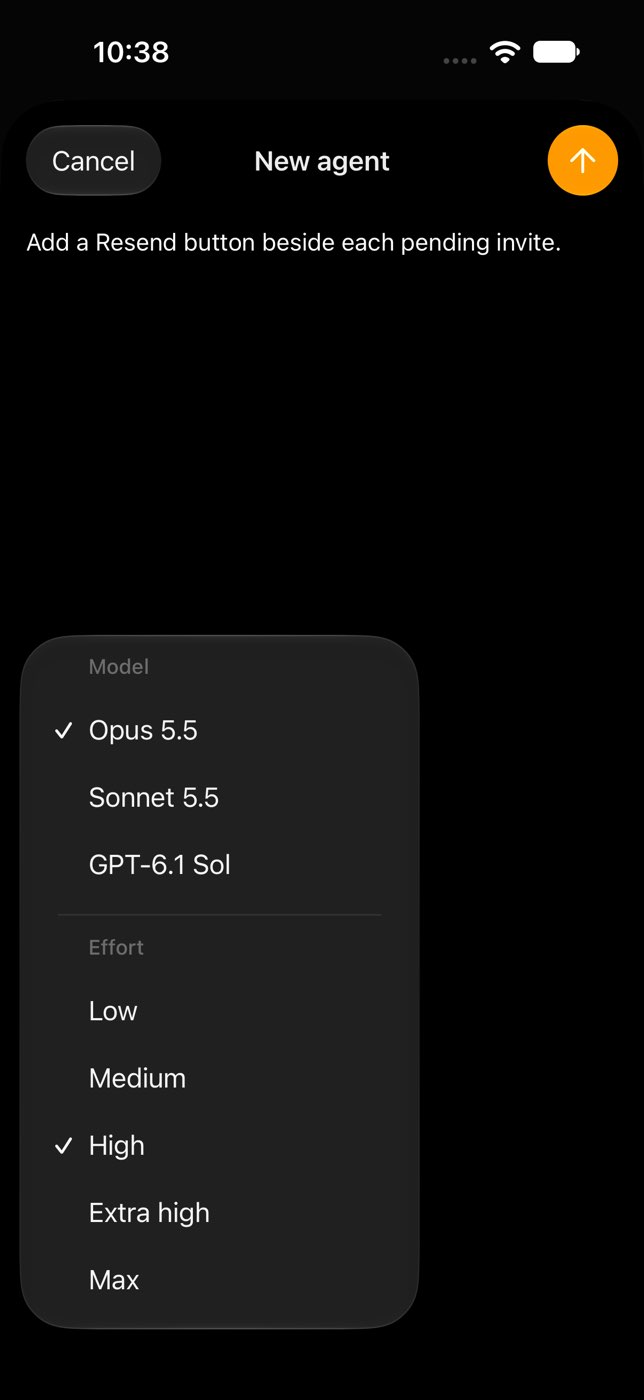 10:38
Cancel
New agent
Add a Resend button beside each pending invite.
Model
Opus 5.5
Sonnet 5.5
GPT-6.1 Sol
Effort
Low
Medium
High
Extra high
Max